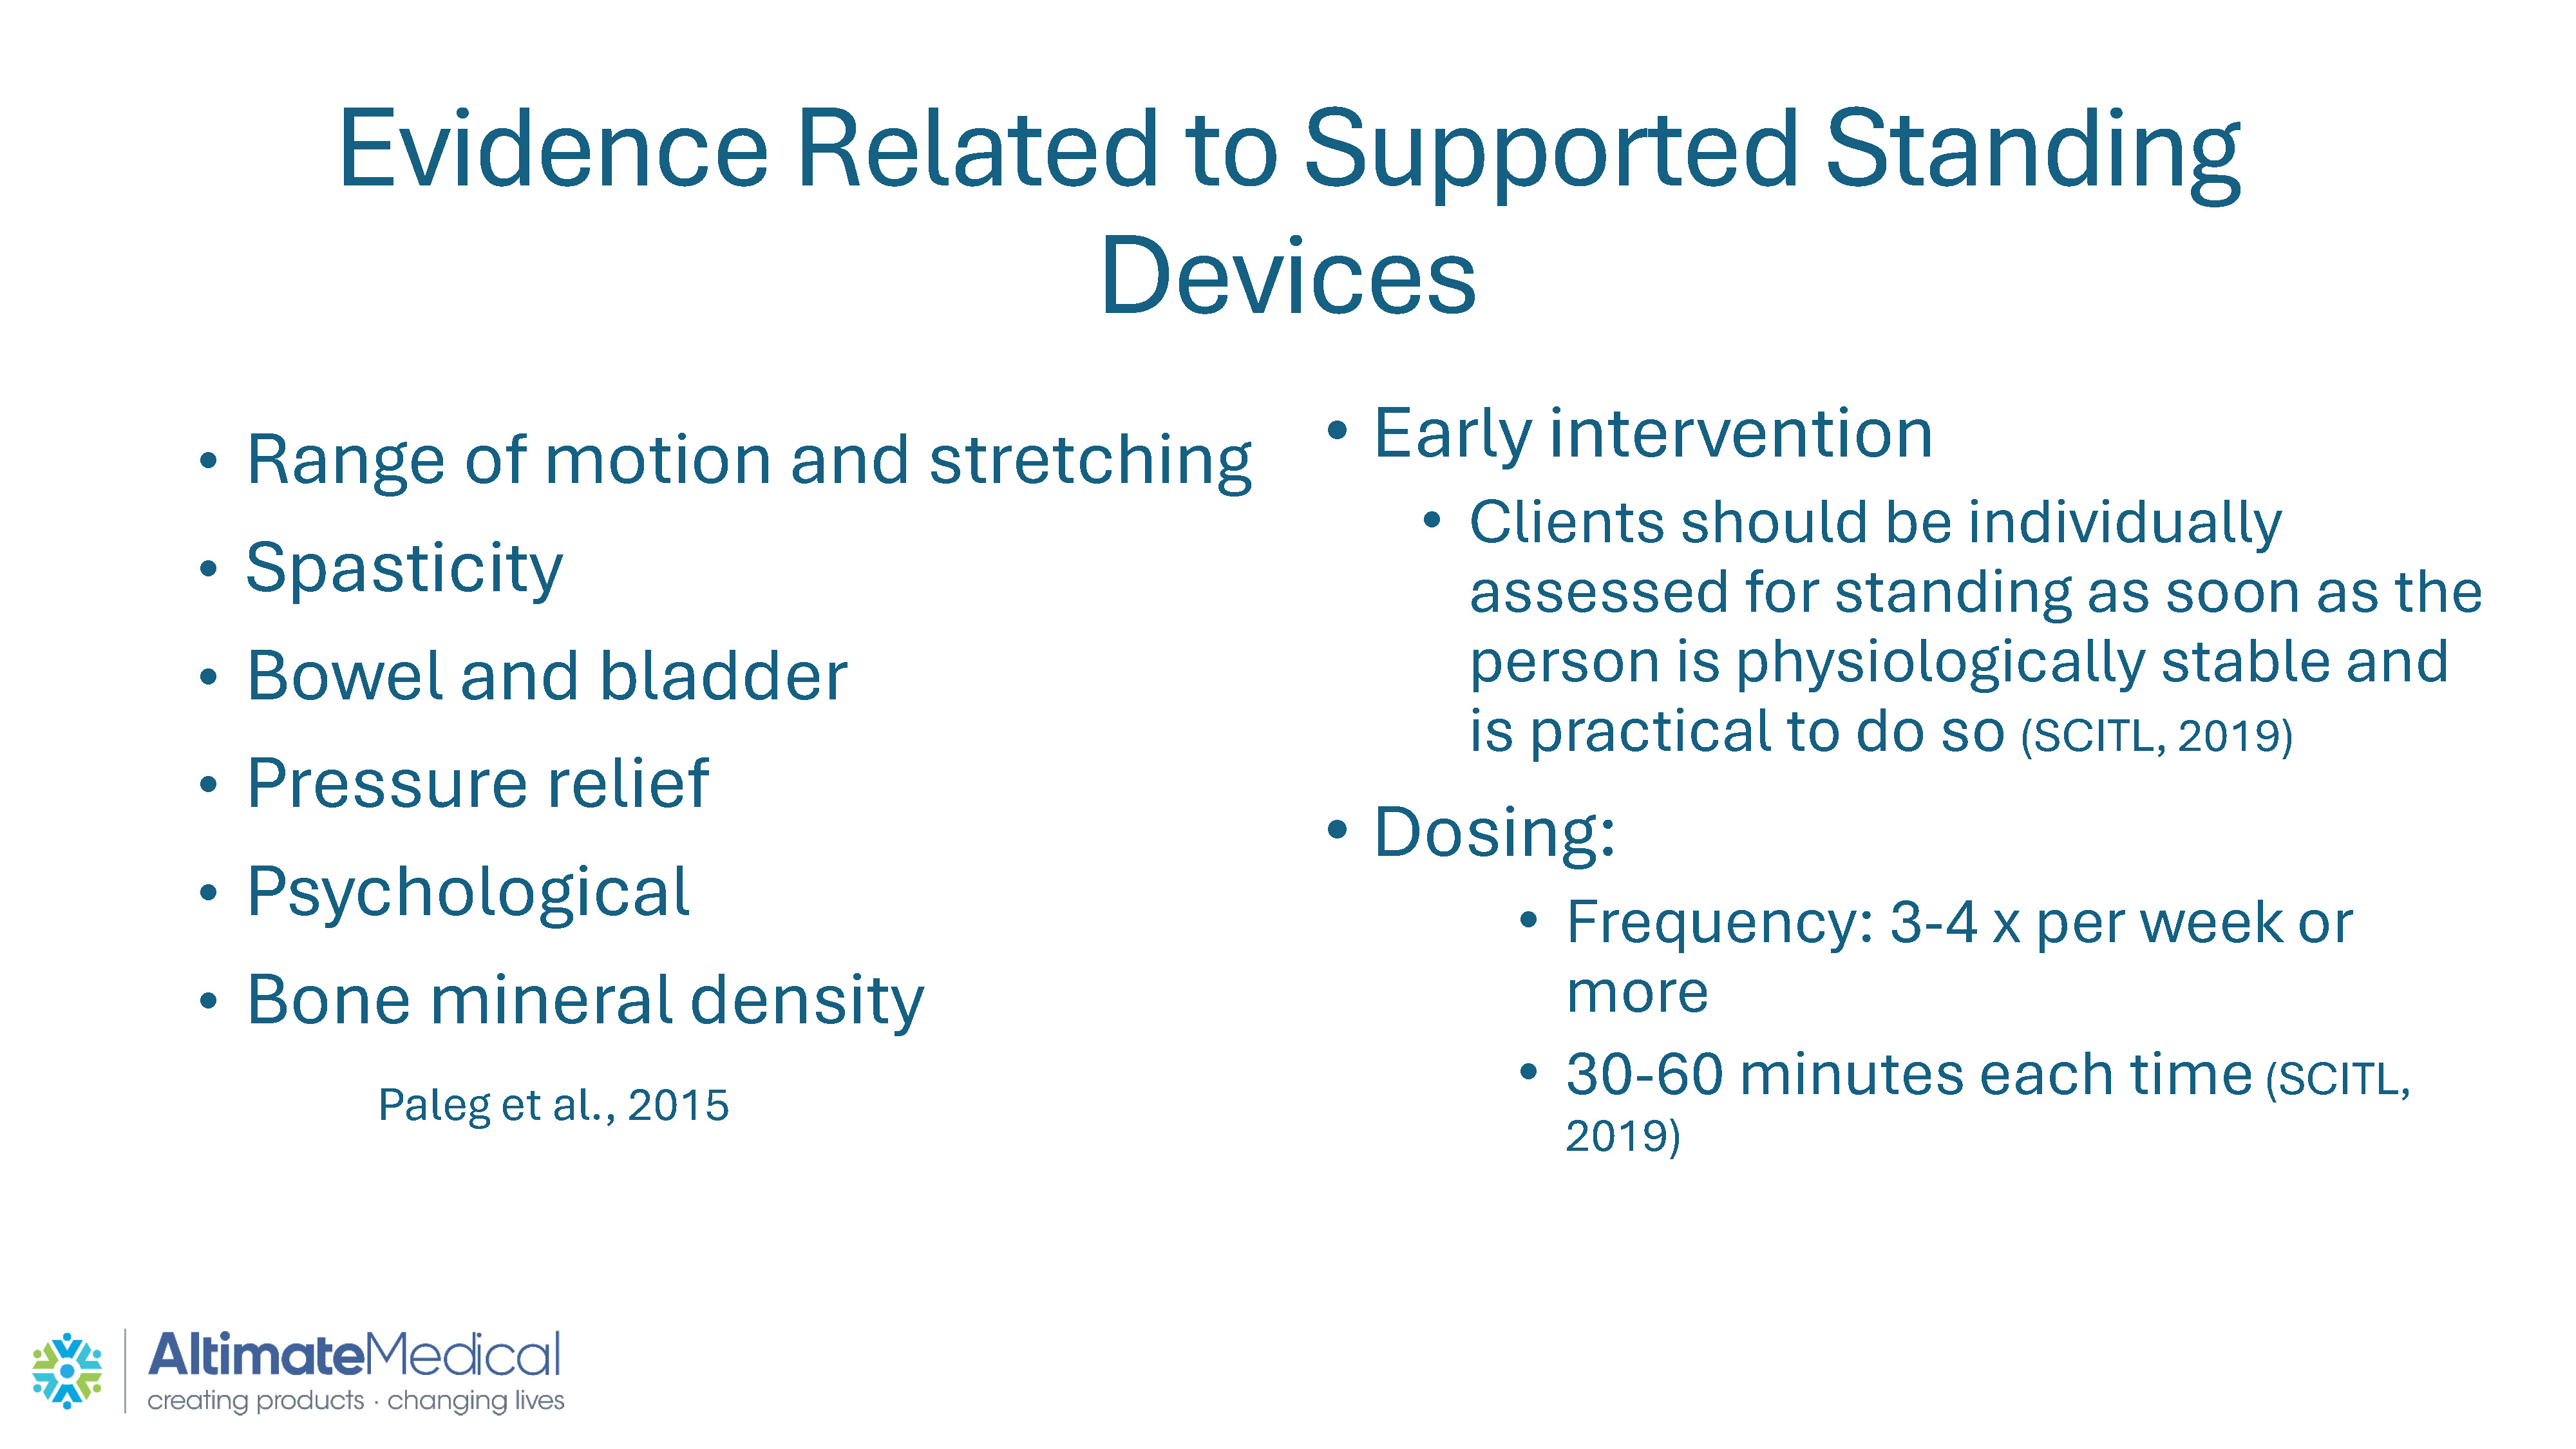 Evidence Related to Supported Standing
Devices
• Range of motion and stretching
• Spasticity
• Bowel and bladder
• Pressure relief
• Psychological
• Bone mineral density
Paleg et al., 2015
• Early intervention
• Clients should be individually
assessed for standing as soon as the
person is physiologically stable and
is practical to do so (SCITL, 2019)
• Dosing:
• Frequency: 3-4 x per week or
more
• 30-60 minutes each time (SCITL,
2019)
AltimateMedical
creating products · changing lives